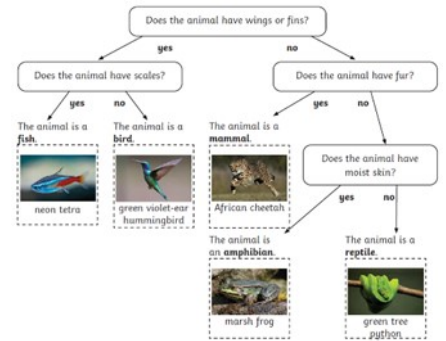 Does the animal have wings or fins?
yes
no
Does the animal have scales?
Does the animal have fur?
yes
no
yes
no
The animal is a
fish.
The animal is a
bird.
The animal is a
mammal.
Does the animal have
moist skin?
neon tetra
green violet-ear
hummingbird
African cheetah
yes
no
The animal is
an amphibian.
The animal is a
reptile.
marsh frog
green tree
python